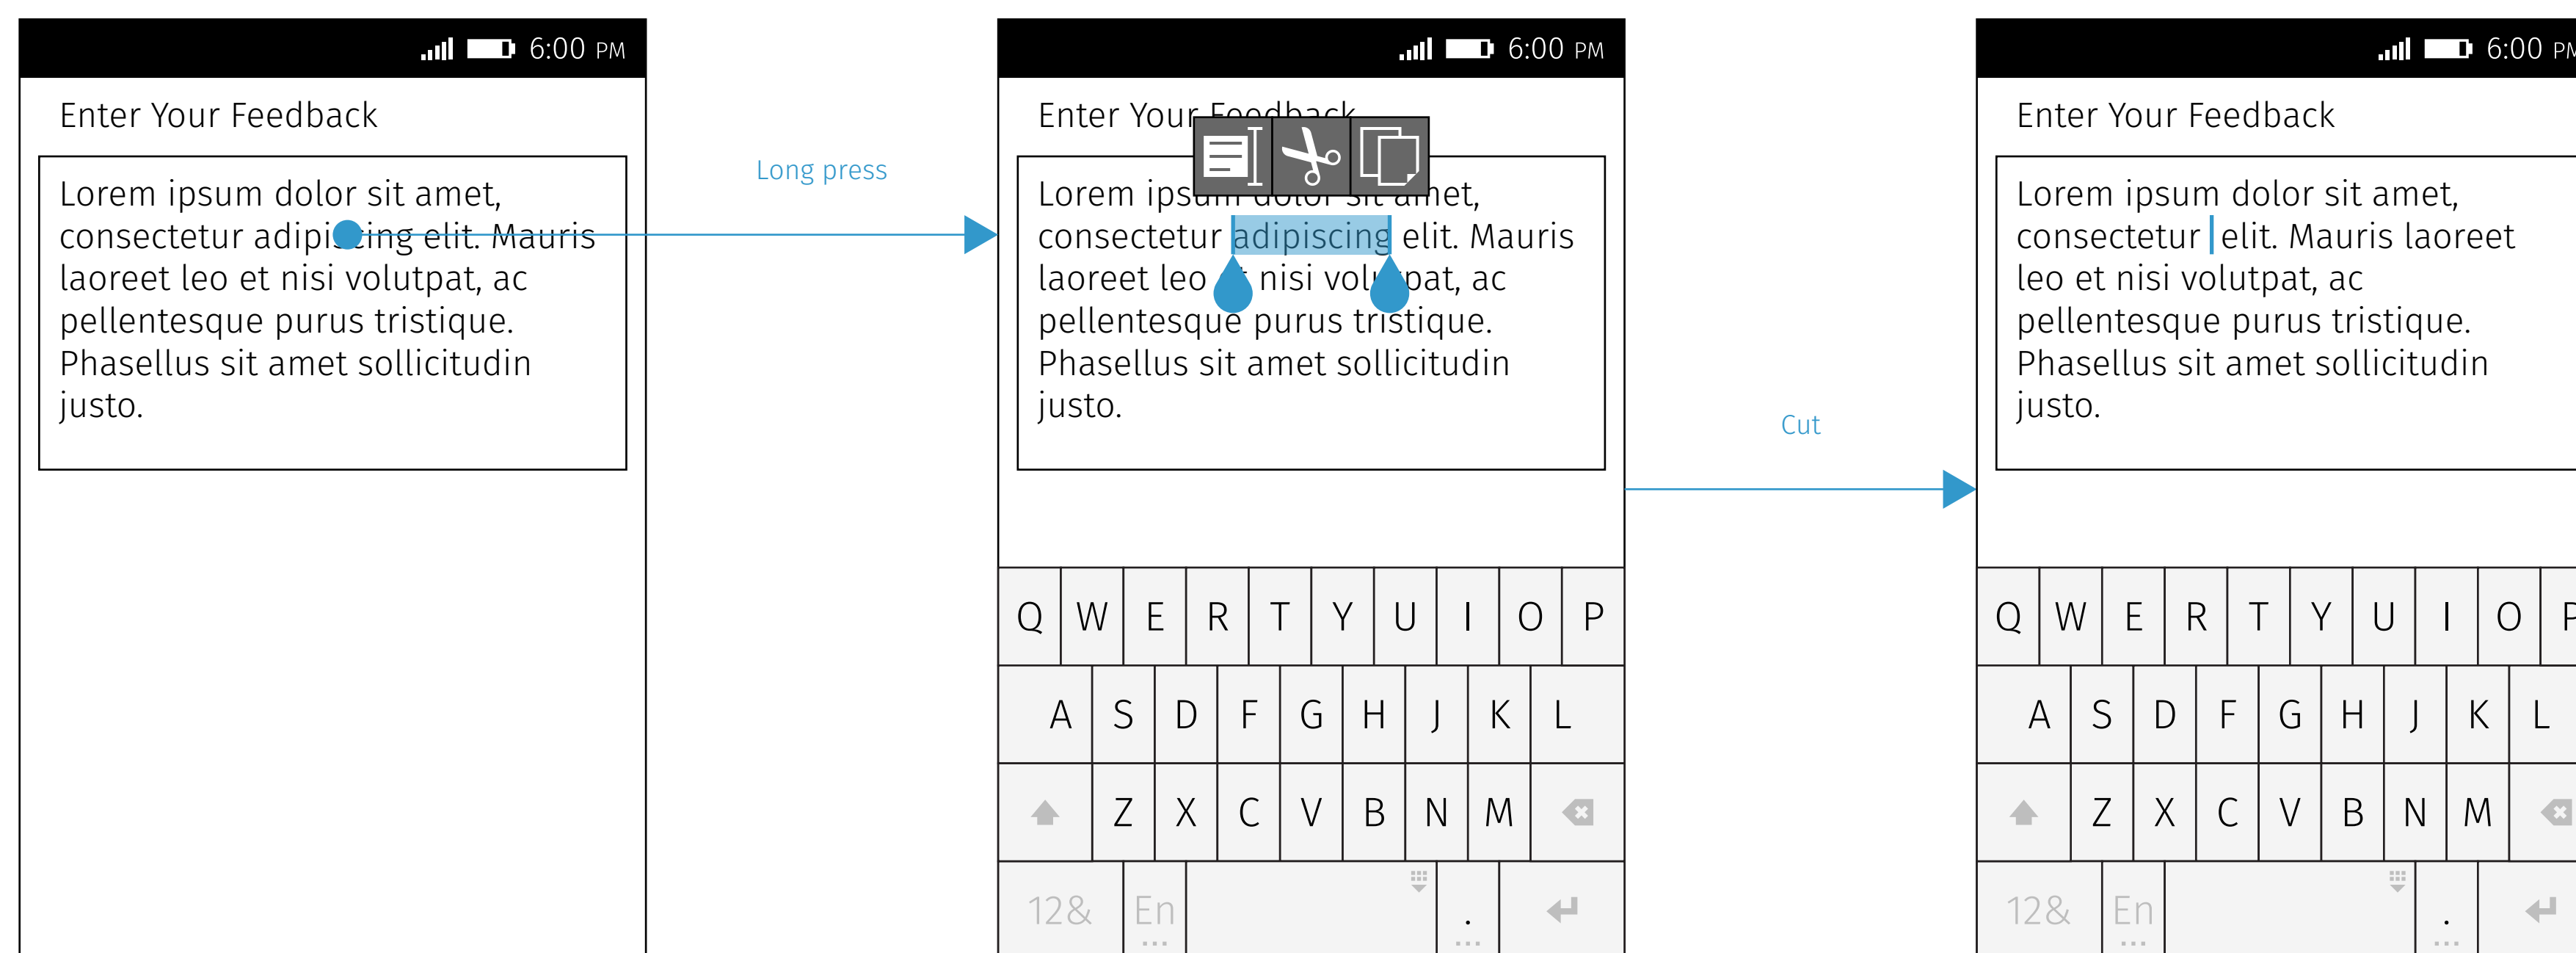 6:00 PM
Enter Your Feedback
Lorem ipsum dolor sit amet,
consectetur adipiscing elit. Mauris
laoreet leo et nisi volutpat, ac
pellentesque purus tristique.
Phasellus sit amet sollicitudin
justo.
Long press
6:00 PM
Enter Your Feedback
Lorem ipsum dolor sit amet,
consectetur adipiscing elit. Mauris
laoreet leo et nisi volutpat, ac
pellentesque purus tristique.
Phasellus sit amet sollicitudin
justo.
Q W E R T Y U I O P
A S D F G H J K L
Z X C V B N M
12& En .
Cut
6:00 PM
Enter Your Feedback
Lorem ipsum dolor sit amet,
consectetur elit. Mauris laoreet
leo et nisi volutpat, ac
pellentesque purus tristique.
Phasellus sit amet sollicitudin
justo.
Q W E R T Y U I O P
A S D F G H J K L
Z X C V B N M
12& En .